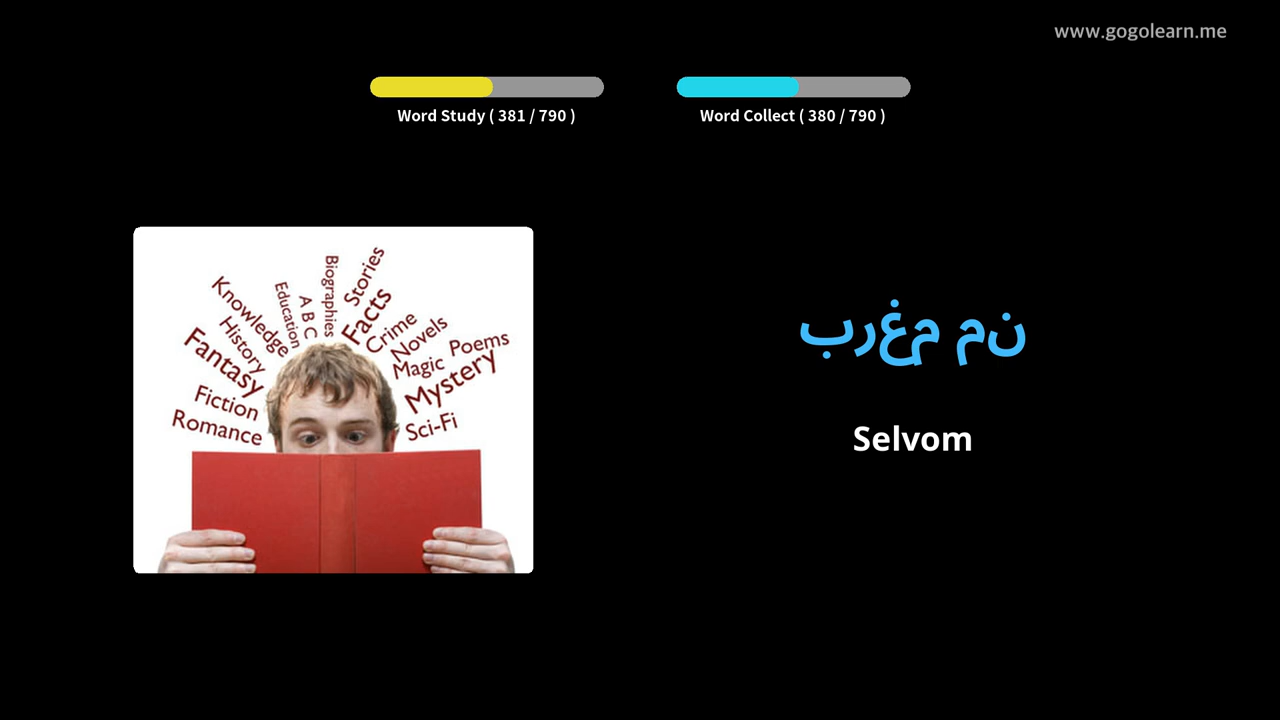 www.gogolearn.me
Word Study ( 381 / 790 )
Word Collect ( 380 / 790 )
Knowledge
History
Fantasy
Fiction
Romance
Education
A B C
Biographies
Stories
Facts
Crime
Novels
Magic
Poems
Mystery
Sci-Fi
برغم من
Selvom